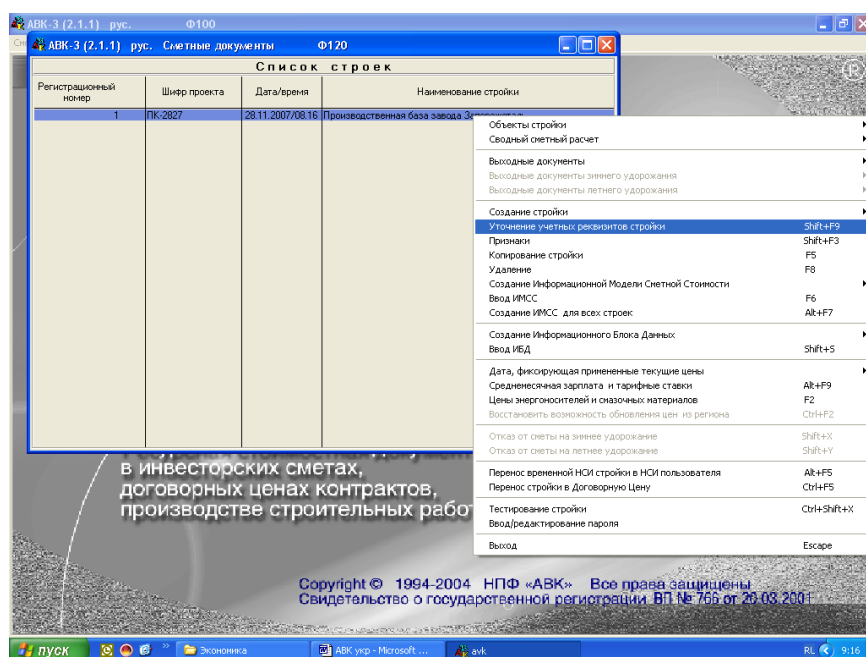 АВК-3 (2.1.1) рус. Ф100
АВК-3 (2.1.1) рус. Сметные документы Ф120
Список строек
Регистрационный номер
Шифр проекта
Дата/время
Наименование стройки
1 ПК-2827 28.11.2007/08.16 Производственная база завода
Объекты стройки
Сводный сметный расчет
Выходные документы
Выходные документы зимнего удорожания
Выходные документы летнего удорожания
Создание стройки
Уточнение учетных реквизитов стройки Shift+F9
Признаки Shift+F3
Копирование стройки F5
Удаление F8
Создание Информационной Модели Сметной Стоимости
Ввод ИМСС F6
Создание ИМСС для всех строек Alt+F7
Создание Информационного Блока Данных
Ввод ИБД Shift+S
Дата, фиксирующая примененные текущие цены
Среднемесячная зарплата и тарифные ставки Alt+F9
Цены энергоносителей и смазочных материалов F2
Восстановить возможность обновления цен из региона Ctrl+F2
Отказ от сметы на зимнее удорожание Shift+X
Отказ от сметы на летнее удорожание Shift+Y
Перенос временной НСИ стройки в НСИ пользователя Alt+F5
Перенос стройки в Договорную Цену Ctrl+F5
Тестирование стройки Ctrl+Shift+X
Ввод/редактирование пароля
Выход Escape
в инвесторских сметах,
договорных ценах контрактов,
производстве строительных рабо
Copyright © 1994-2004 НПФ «АВК» Все права защищены
Свидетельство о государственной регистрации ВП № 766 от 20.03.2001
пуск
Экономика
АВК укр - Microsoft ...
avk
RL
9:16